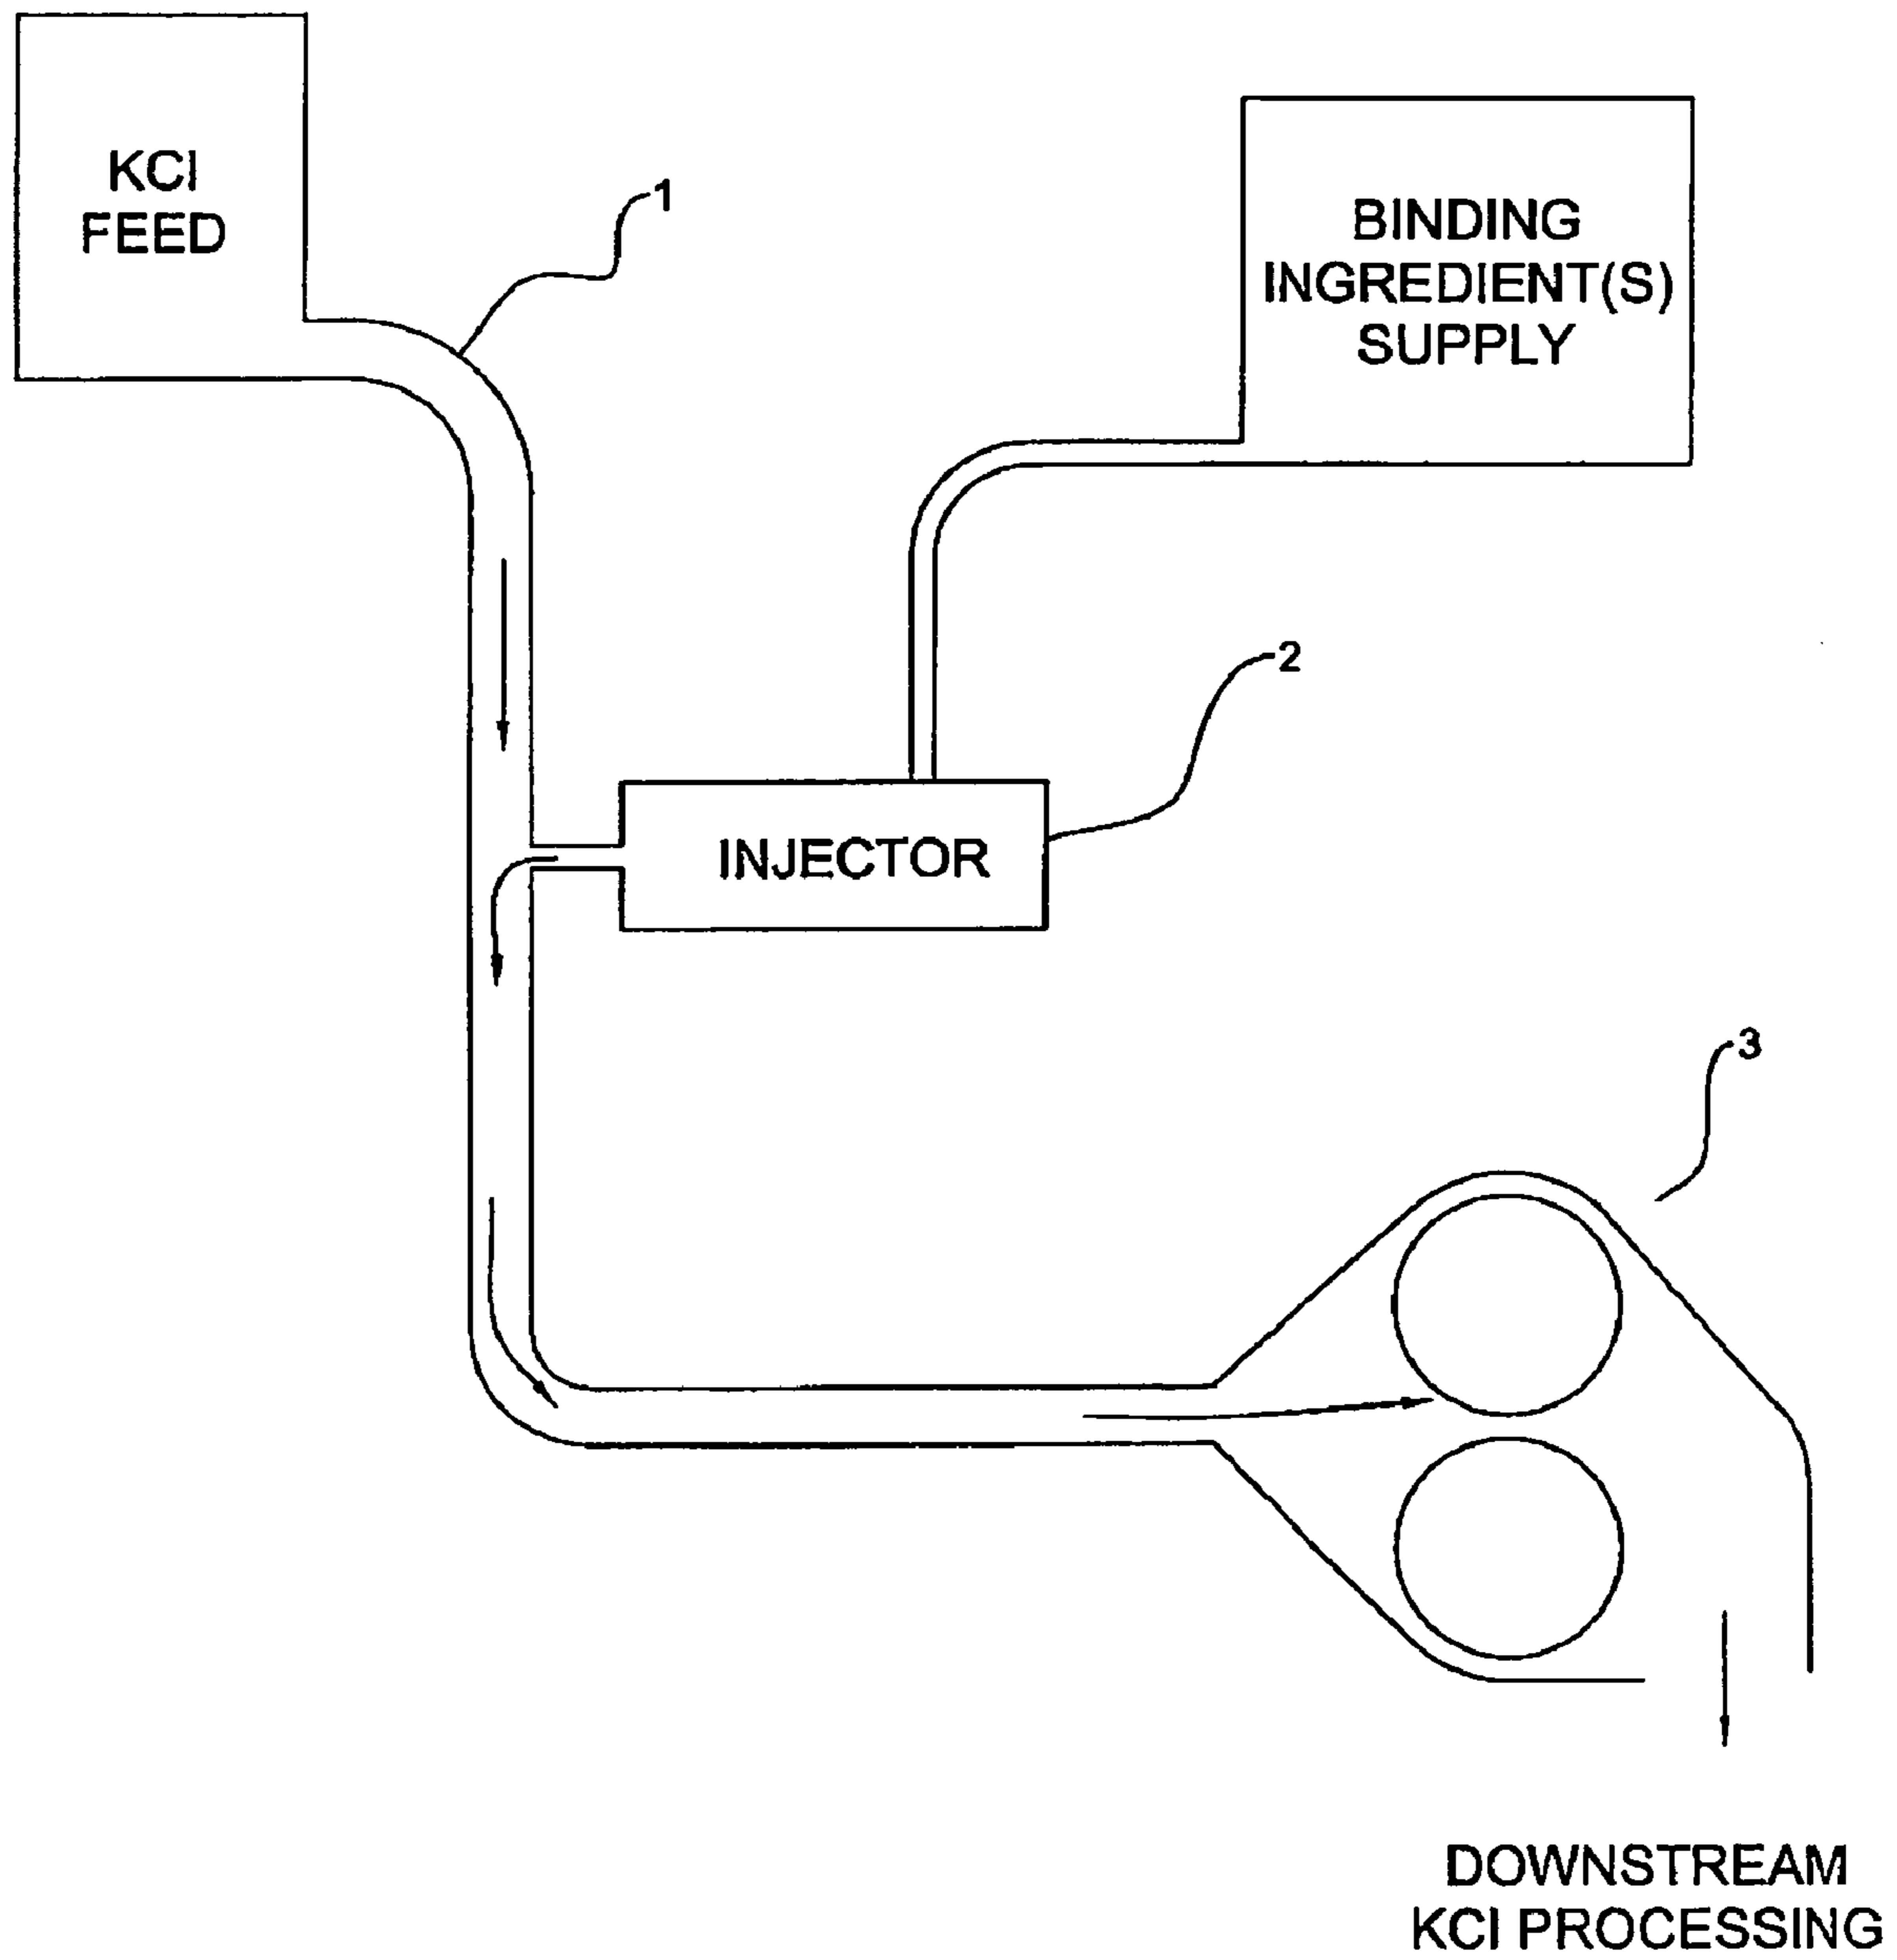 KCl
FEED
1
BINDING
INGREDIENT(S)
SUPPLY
2
INJECTOR
3
DOWNSTREAM
KCl PROCESSING